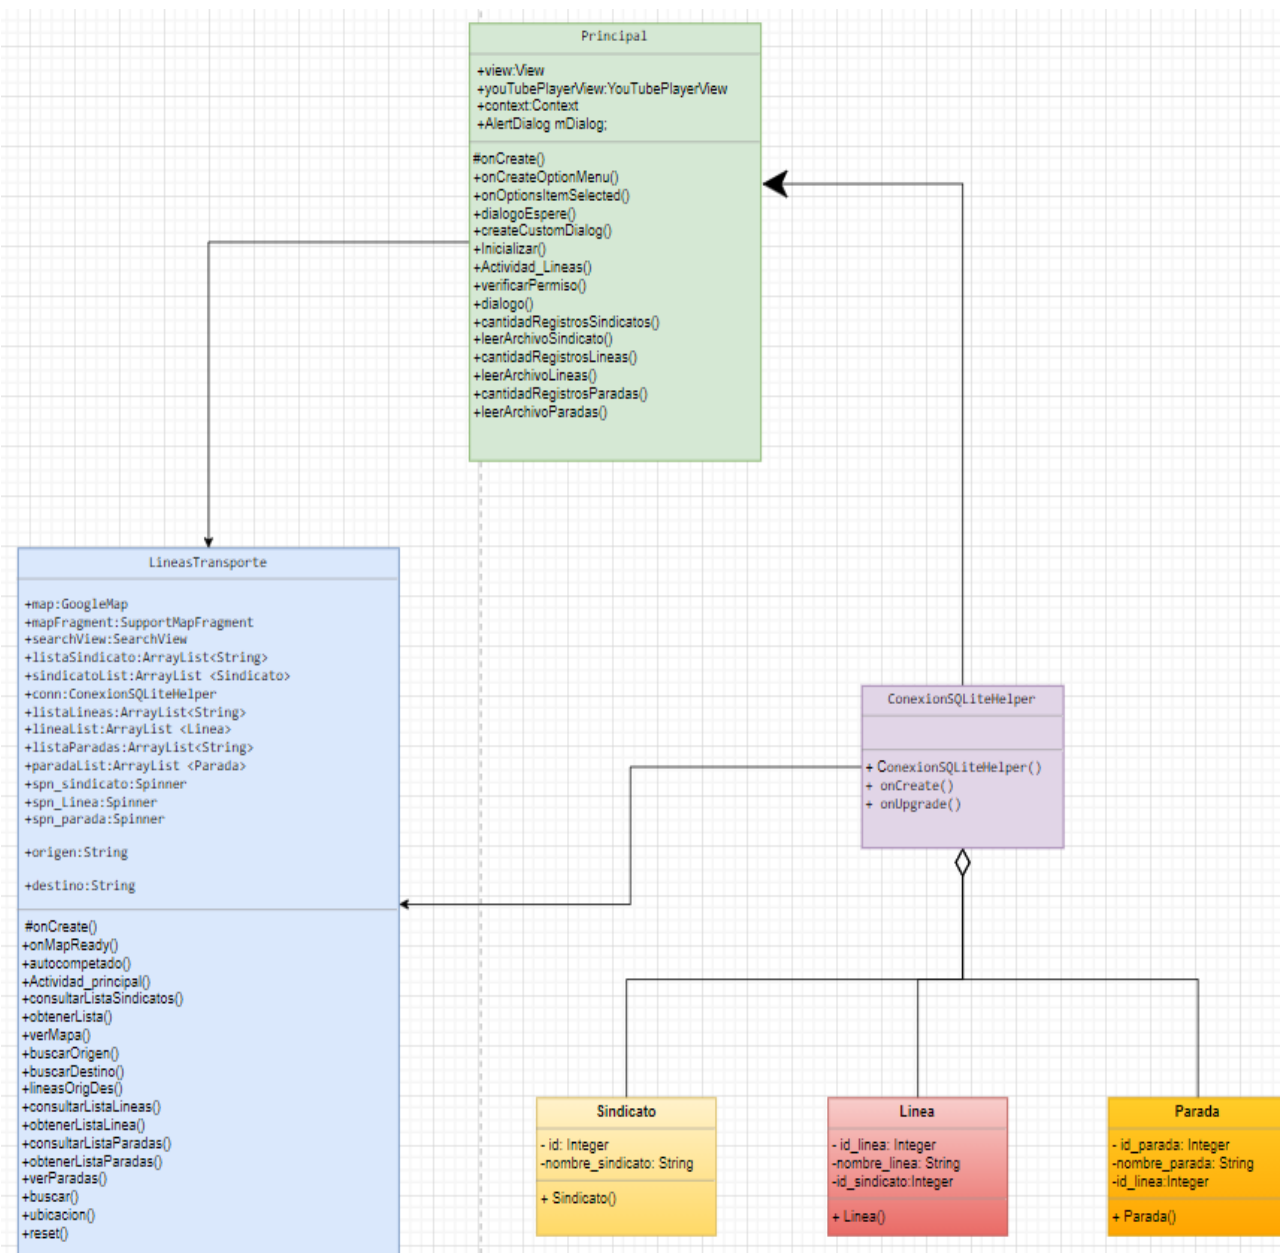 Principal
+view:View
+youTubePlayerView:YouTubePlayerView
+context:Context
+AlertDialog mDialog;
#onCreate()
+onCreateOptionMenu()
+onOptionsItemSelected()
+dialogoEspere()
+createCustomDialog()
+Inicializar()
+Actividad_Lineas()
+verificarPermiso()
+dialogo()
+cantidadRegistrosSindicatos()
+leerArchivoSindicato()
+cantidadRegistrosLineas()
+leerArchivoLineas()
+cantidadRegistrosParadas()
+leerArchivoParadas()
LineasTransporte
+map:GoogleMap
+mapFragment:SupportMapFragment
+searchView:SearchView
+listaSindicato:ArrayList<String>
+sindicatoList:ArrayList <Sindicato>
+conn:ConexionSQLiteHelper
+listaLineas:ArrayList<String>
+lineaList:ArrayList <Linea>
+listaParadas:ArrayList<String>
+paradaList:ArrayList <Parada>
+spn_sindicato:Spinner
+spn_Linea:Spinner
+spn_parada:Spinner
+origen:String
+destino:String
#onCreate()
+onMapReady()
+autocompetado()
+Actividad_principal()
+consultarListaSindicatos()
+obtenerLista()
+verMapa()
+buscarOrigen()
+buscarDestino()
+lineasOrigDes()
+consultarListaLineas()
+obtenerListaLinea()
+consultarListaParadas()
+obtenerListaParadas()
+verParadas()
+buscar()
+ubicacion()
+reset()
ConexionSQLiteHelper
+ ConexionSQLiteHelper()
+ onCreate()
+ onUpgrade()
Sindicato
- id: Integer
-nombre_sindicato: String
+ Sindicato()
Linea
- id_linea: Integer
-nombre_linea: String
-id_sindicato:Integer
+ Linea()
Parada
- id_parada: Integer
-nombre_parada: String
-id_linea:Integer
+ Parada()